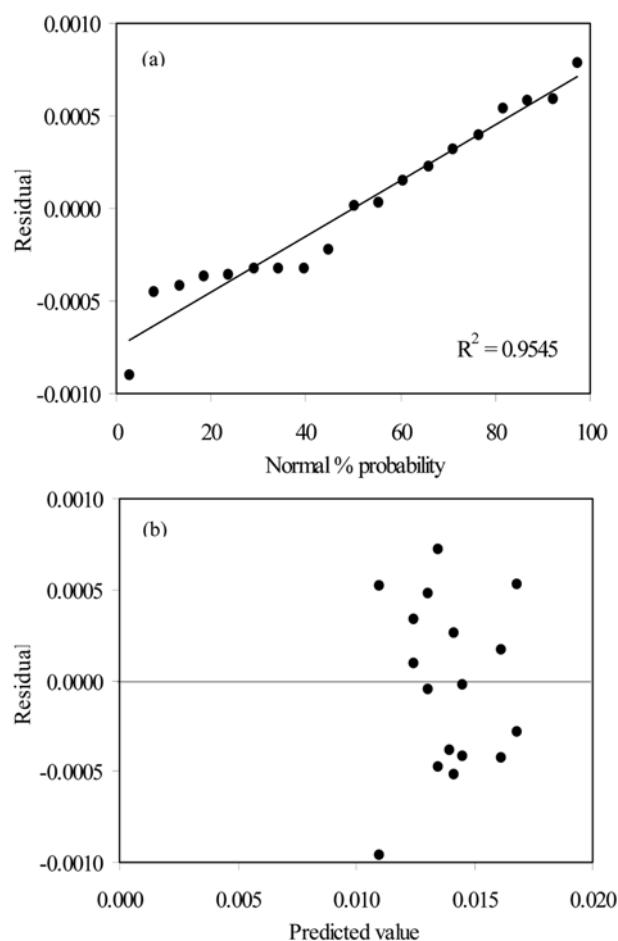 0.0010
(a)
0.0005
0.0000
-0.0005
R² = 0.9545
-0.0010
0 20 40 60 80 100
Residual
Normal % probability
0.0010
(b)
0.0005
0.0000
-0.0005
-0.0010
0.000 0.005 0.010 0.015 0.020
Residual
Predicted value